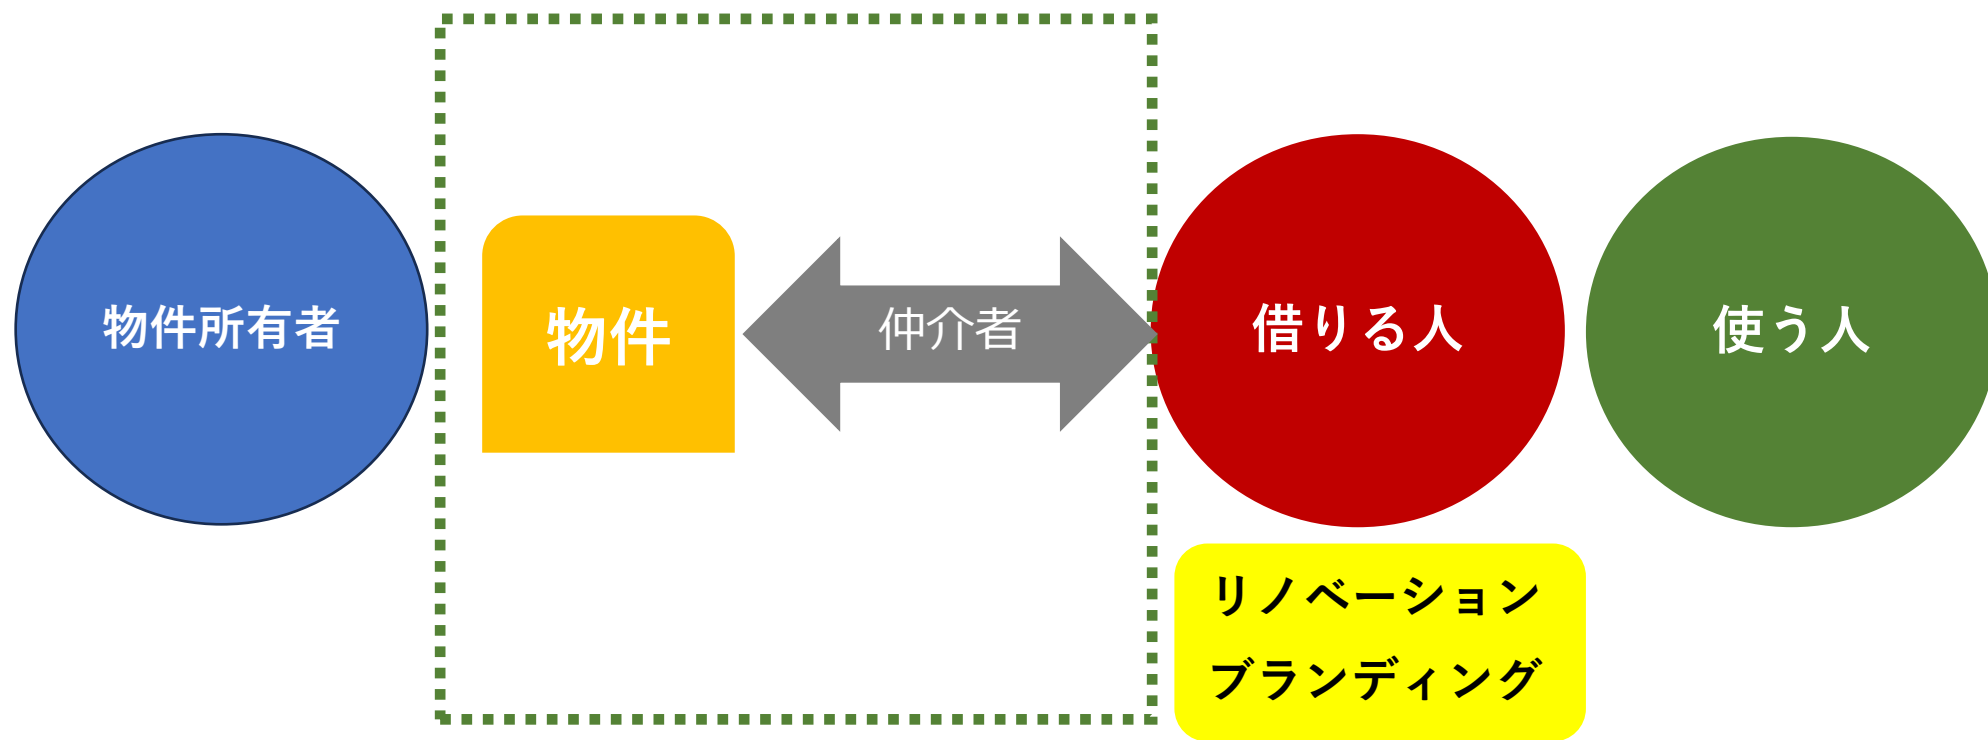 物件所有者
物件
仲介者
借りる人
使う人
リノベーション
ブランディング